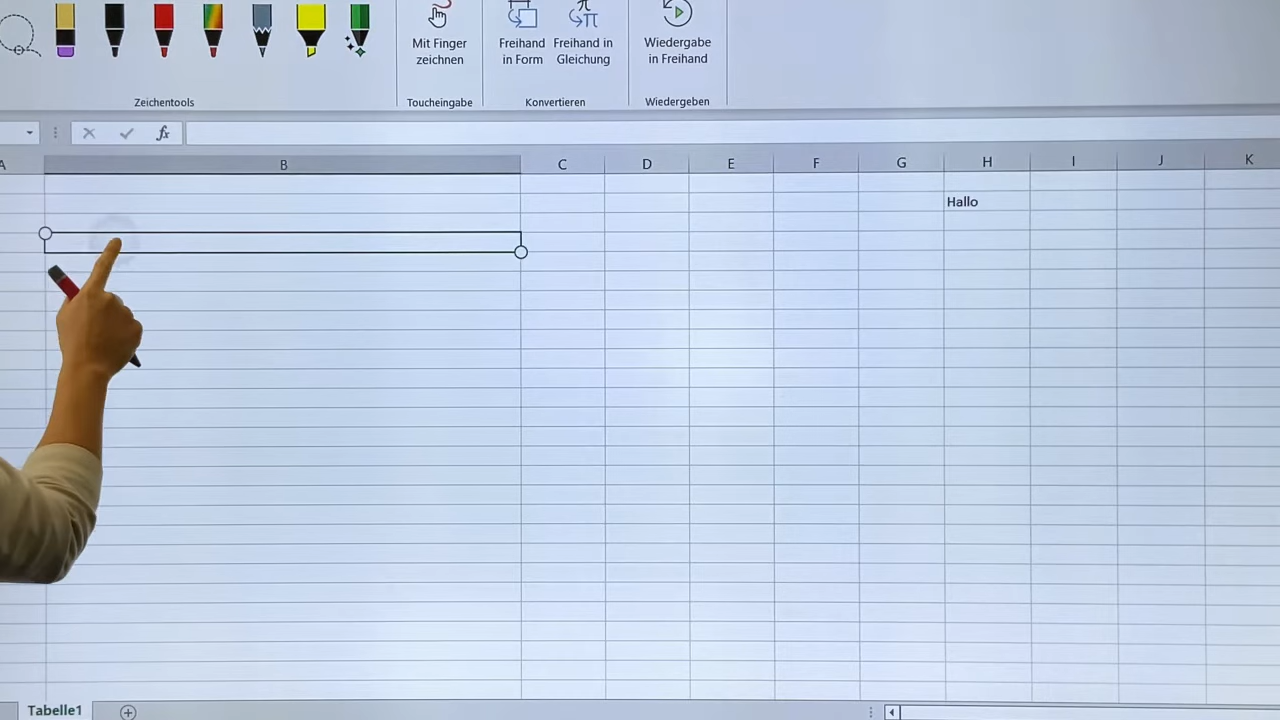 Mit Finger zeichnen
Freihand in Form
Freihand in Gleichung
Wiedergabe in Freihand
Zeichentools
Toucheingabe
Konvertieren
Wiedergeben
fx
A B C D E F G H I J K
Hallo
Tabelle1